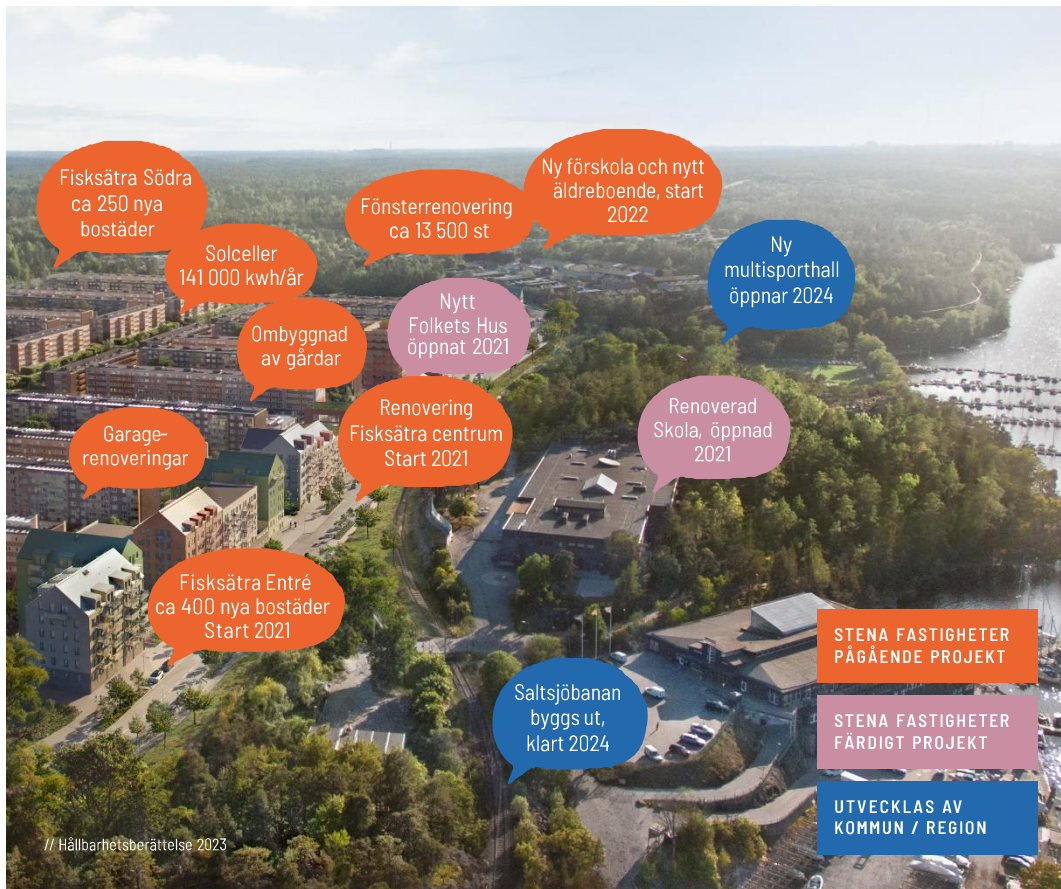 Fisksätra Södra
ca 250 nya
bostäder
Solceller
141 000 kwh/år
Fönsterrenovering
ca 13 500 st
Ny förskola och nytt
äldreboende, start
2022
Ny
multisporthall
öppnar 2024
Ombyggnad
av gårdar
Nytt
Folkets Hus
öppnat 2021
Garage-
renoveringar
Renovering
Fisksätra centrum
Start 2021
Renoverad
Skola, öppnad
2021
Fisksätra Entré
ca 400 nya bostäder
Start 2021
Saltsjöbanan
byggs ut,
klart 2024
STENA FASTIGHETER
PÅGÅENDE PROJEKT
STENA FASTIGHETER
FÄRDIGT PROJEKT
UTVECKLAS AV
KOMMUN / REGION
// Hållbarhetsberättelse 2023